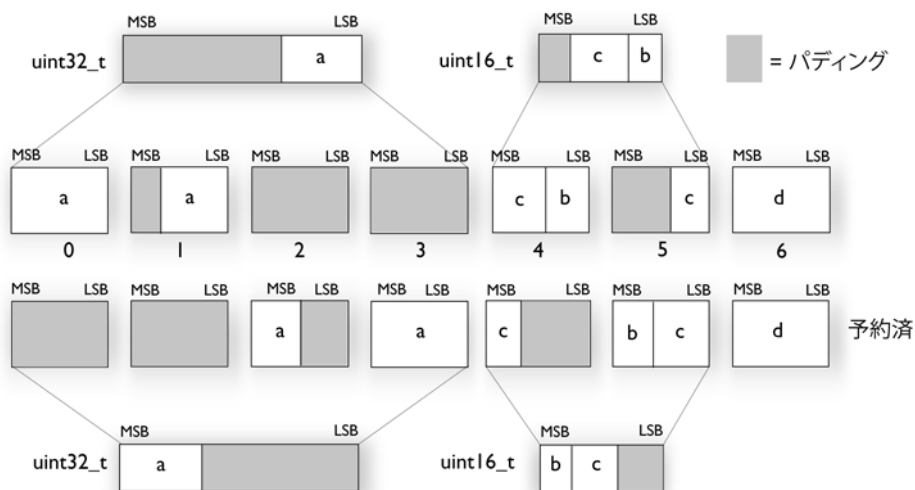 MSB LSB MSB LSB
uint32_t a uint16_t c b = パディング
MSB LSB MSB LSB MSB LSB MSB LSB MSB LSB MSB LSB MSB LSB
a a c b c d
0 1 2 3 4 5 6
MSB LSB MSB LSB MSB LSB MSB LSB MSB LSB MSB LSB MSB LSB
a a c b c d 予約済
MSB LSB MSB LSB
uint32_t a uint16_t b c